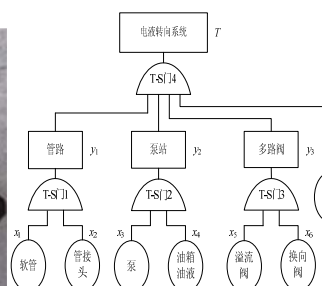 电液转向系统 T
T-S门4
管路 y1 泵站 y2 多路阀 y3
T-S门1 T-S门2 T-S门3
x1 x2 x3 x4 x5 x6
软管 管接头 泵 油箱油液 溢流阀 换向阀